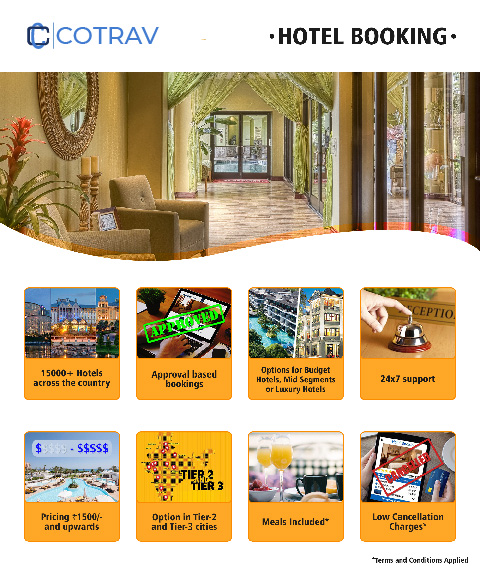 COTRAV
•HOTEL BOOKING•
15000+ Hotels
across the country
APPROVED
Approval based
bookings
Options for Budget
Hotels, Mid Segments
or Luxury Hotels
RECEPTIO
24x7 support
$$$$$ - $$$$$
Pricing ₹1500/-
and upwards
TIER 2
AND
TIER 3
Option in Tier-2
and Tier-3 cities
Meals Included*
Low Cancellation
Charges*
*Terms and Conditions Applied